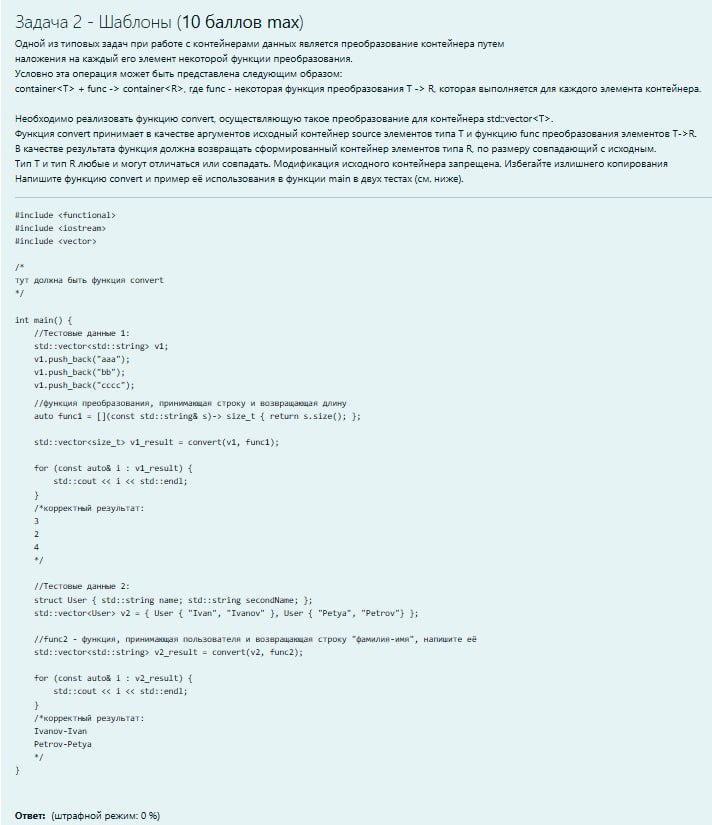 Задача 2 - Шаблоны (10 баллов max)
Одной из типовых задач при работе с контейнерами данных является преобразование контейнера путем
наложения на каждый его элемент некоторой функции преобразования.
Условно эта операция может быть представлена следующим образом:
container<T> + func -> container<R>, где func - некоторая функция преобразования T -> R, которая выполняется для каждого элемента контейнера.
Необходимо реализовать функцию convert, осуществляющую такое преобразование для контейнера std::vector<T>.
Функция convert принимает в качестве аргументов исходный контейнер source элементов типа T и функцию func преобразования элементов T->R.
В качестве результата функция должна возвращать сформированный контейнер элементов типа R, по размеру совпадающий с исходным.
Тип T и тип R любые и могут отличаться или совпадать. Модификация исходного контейнера запрещена. Избегайте излишнего копирования
Напишите функцию convert и пример её использования в функции main в двух тестах (см. ниже).
#include <functional>
#include <iostream>
#include <vector>
/*
тут должна быть функция convert
*/
int main() {
//Тестовые данные 1:
std::vector<std::string> v1;
v1.push_back("aaa");
v1.push_back("bb");
v1.push_back("cccc");
//функция преобразования, принимающая строку и возвращающая длину
auto func1 = [](const std::string& s)-> size_t { return s.size(); };
std::vector<size_t> v1_result = convert(v1, func1);
for (const auto& i : v1_result) {
std::cout << i << std::endl;
}
/*корректный результат:
3
2
4
*/
//Тестовые данные 2:
struct User { std::string name; std::string secondName; };
std::vector<User> v2 = { User { "Ivan", "Ivanov" }, User { "Petya", "Petrov"} };
//func2 - функция, принимающая пользователя и возвращающая строку "фамилия-имя", напишите её
std::vector<std::string> v2_result = convert(v2, func2);
for (const auto& i : v2_result) {
std::cout << i << std::endl;
}
/*корректный результат:
Ivanov-Ivan
Petrov-Petya
*/
}
Ответ: (штрафной режим: 0 %)